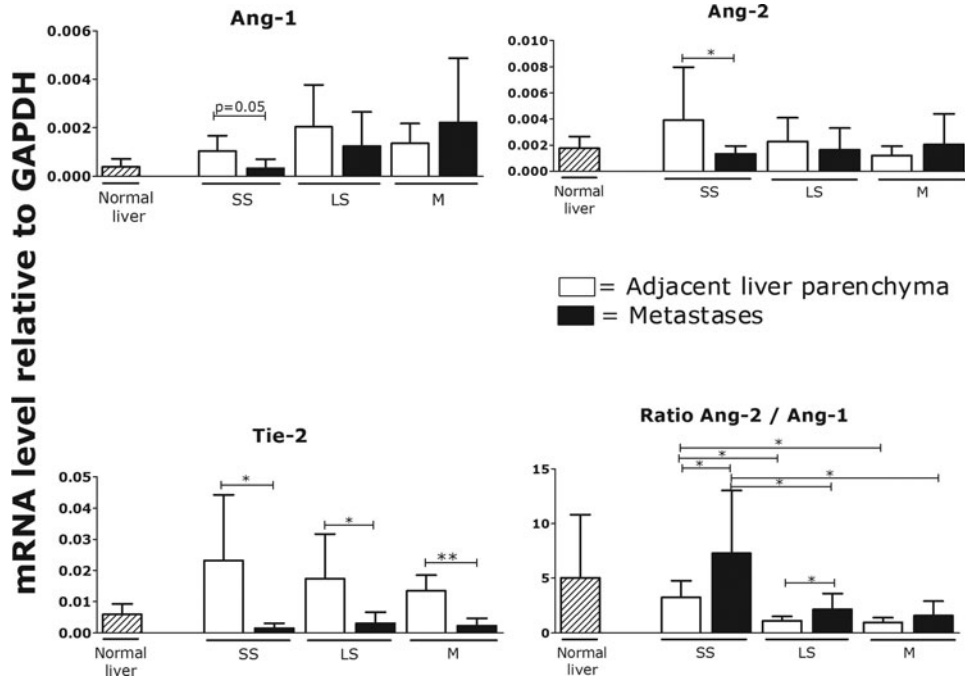 mRNA level relative to GAPDH
Ang-1
0.006
0.004
0.002
0.000
p=0.05
Normal
liver
SS
LS
M
Ang-2
0.010
0.008
0.006
0.004
0.002
0.000
*
Normal
liver
SS
LS
M
= Adjacent liver parenchyma
= Metastases
Tie-2
0.05
0.04
0.03
0.02
0.01
0.00
*
*
**
Normal
liver
SS
LS
M
Ratio Ang-2 / Ang-1
15
10
5
0
*
*
*
*
*
*
Normal
liver
SS
LS
M